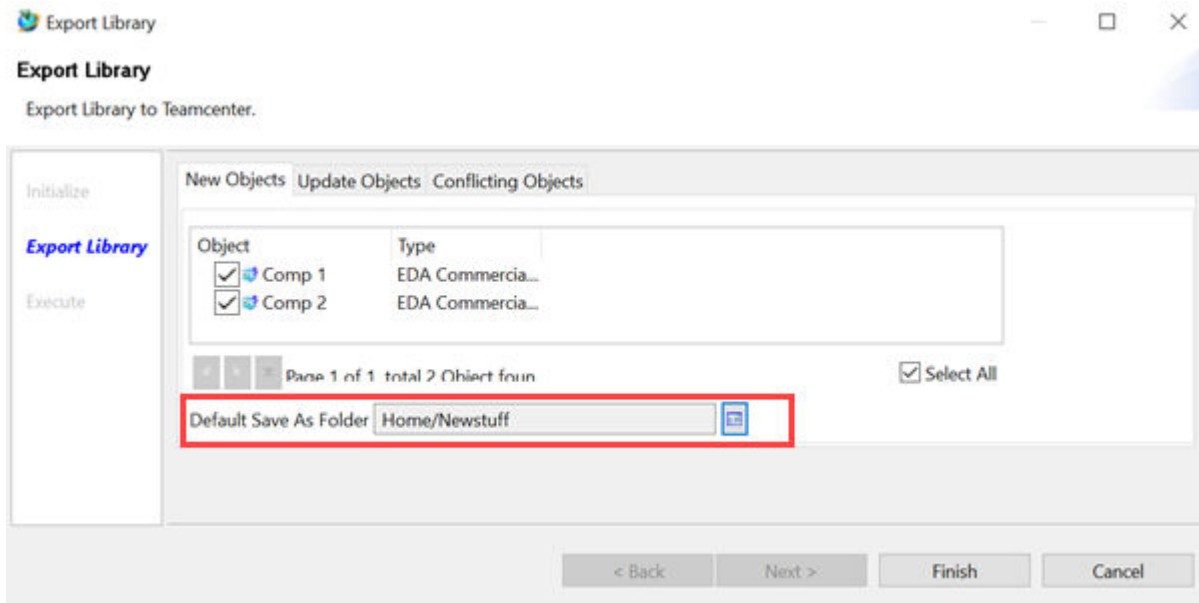 Export Library
Export Library
Export Library to Teamcenter.
Initialize
Export Library
Execute
New Objects Update Objects Conflicting Objects
Object Type
Comp 1 EDA Commercia...
Comp 2 EDA Commercia...
Page 1 of 1 total 2 Object foun
Select All
Default Save As Folder Home/Newstuff
< Back Next > Finish Cancel